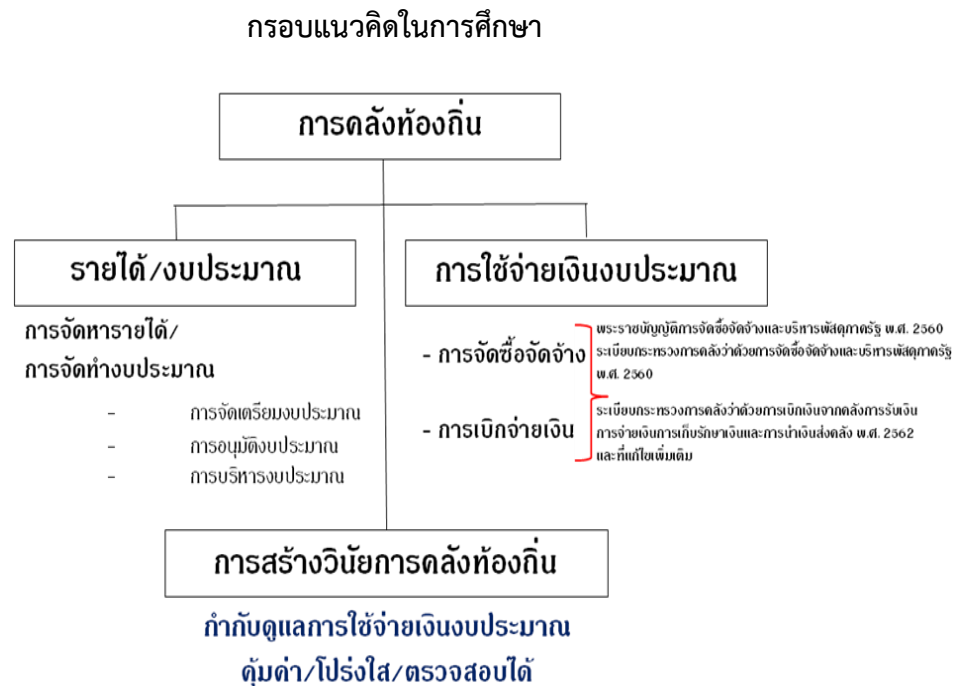 กรอบแนวคิดในการศึกษา
การคลังท้องถิ่น
รายได้/งบประมาณ
การจัดหารายได้/
การจัดทำงบประมาณ
- การจัดเตรียมงบประมาณ
- การอนุมัติงบประมาณ
- การบริหารงบประมาณ
การใช้จ่ายเงินงบประมาณ
- การจัดซื้อจัดจ้าง
พระราชบัญญัติการจัดซื้อจัดจ้างและบริหารพัสดุภาครัฐ พ.ศ. 2560
ระเบียบกระทรวงการคลังว่าด้วยการจัดซื้อจัดจ้างและบริหารพัสดุภาครัฐ
พ.ศ. 2560
- การเบิกจ่ายเงิน
ระเบียบกระทรวงการคลังว่าด้วยการเบิกเงินจากคลังการรับเงิน
การจ่ายเงินการเก็บรักษาเงินและการนำเงินส่งคลัง พ.ศ. 2562
และที่แก้ไขเพิ่มเติม
การสร้างวินัยการคลังท้องถิ่น
กำกับดูแลการใช้จ่ายเงินงบประมาณ
คุ้มค่า/โปร่งใส/ตรวจสอบได้